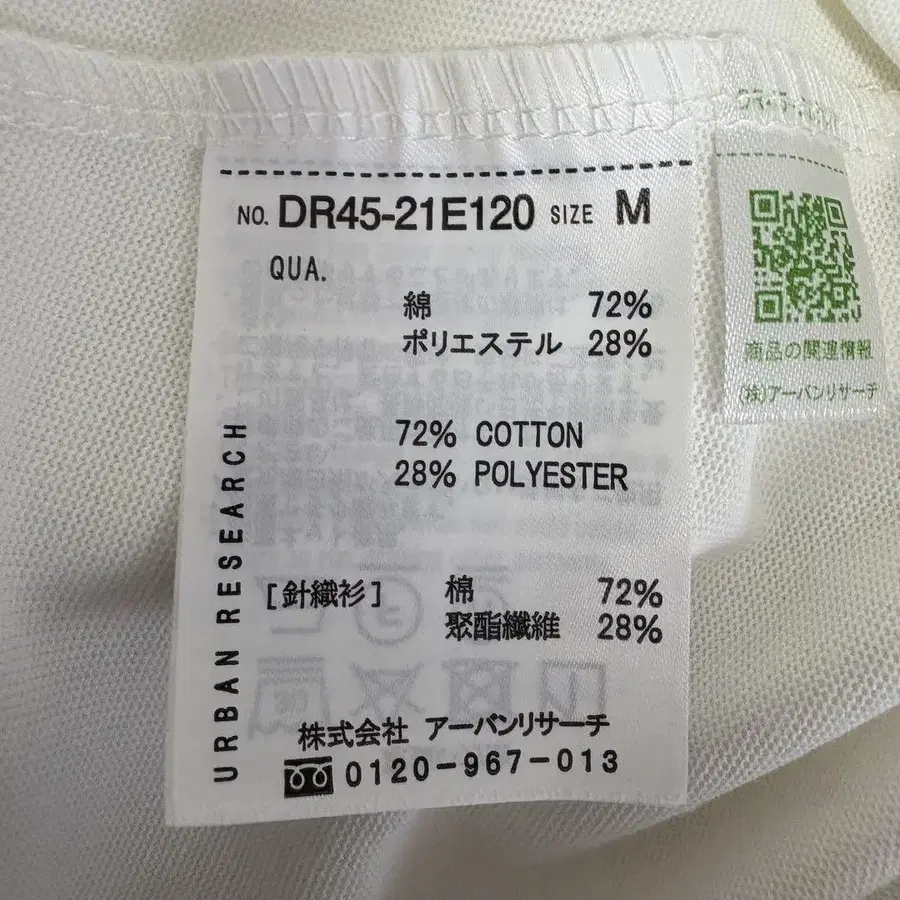 NO. DR45-21E120 SIZE M
QUA.
綿 72%
ポリエステル 28%
72% COTTON
28% POLYESTER
[針織衫] 棉 72%
聚酯纖維 28%
株式会社 アーバンリサーチ
0120-967-013
URBAN RESEARCH
商品の関連情報
(株)アーバンリサーチ